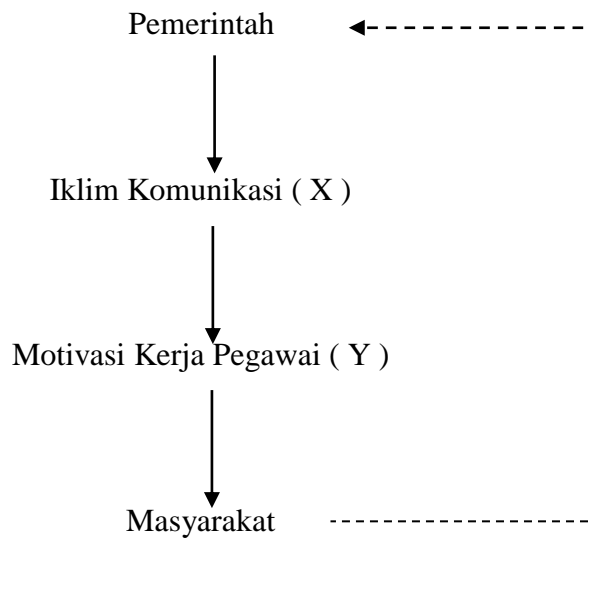 Pemerintah
Iklim Komunikasi ( X )
Motivasi Kerja Pegawai ( Y )
Masyarakat